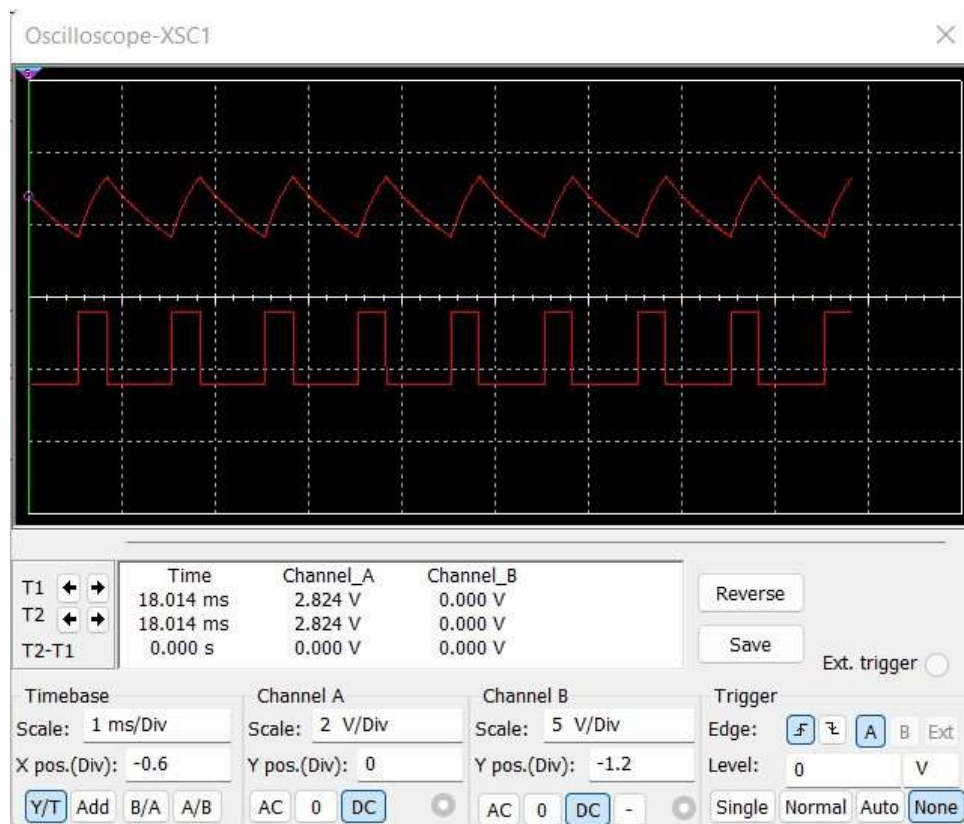 Oscilloscope-XSC1
Time Channel_A Channel_B
T1 18.014 ms 2.824 V 0.000 V
T2 18.014 ms 2.824 V 0.000 V
T2-T1 0.000 s 0.000 V 0.000 V
Reverse
Save
Ext. trigger
Timebase
Scale: 1 ms/Div
X pos.(Div): -0.6
Y/T Add B/A A/B
Channel A
Scale: 2 V/Div
Y pos.(Div): 0
AC 0 DC
Channel B
Scale: 5 V/Div
Y pos.(Div): -1.2
AC 0 DC -
Trigger
Edge: A B Ext
Level: 0 V
Single Normal Auto None